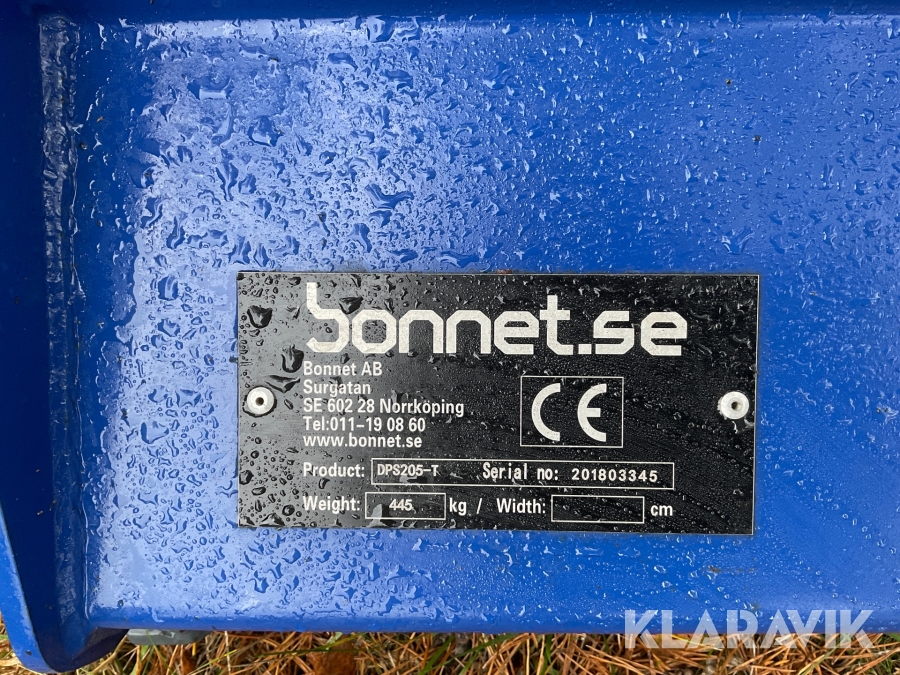 bonnet.se
Bonnet AB
Surgatan
SE 602 28 Norrköping
Tel:011-19 08 60
www.bonnet.se
CE
Product: DPS205-T Serial no: 201803345
Weight: 445 kg / Width: cm
KLARAVIK